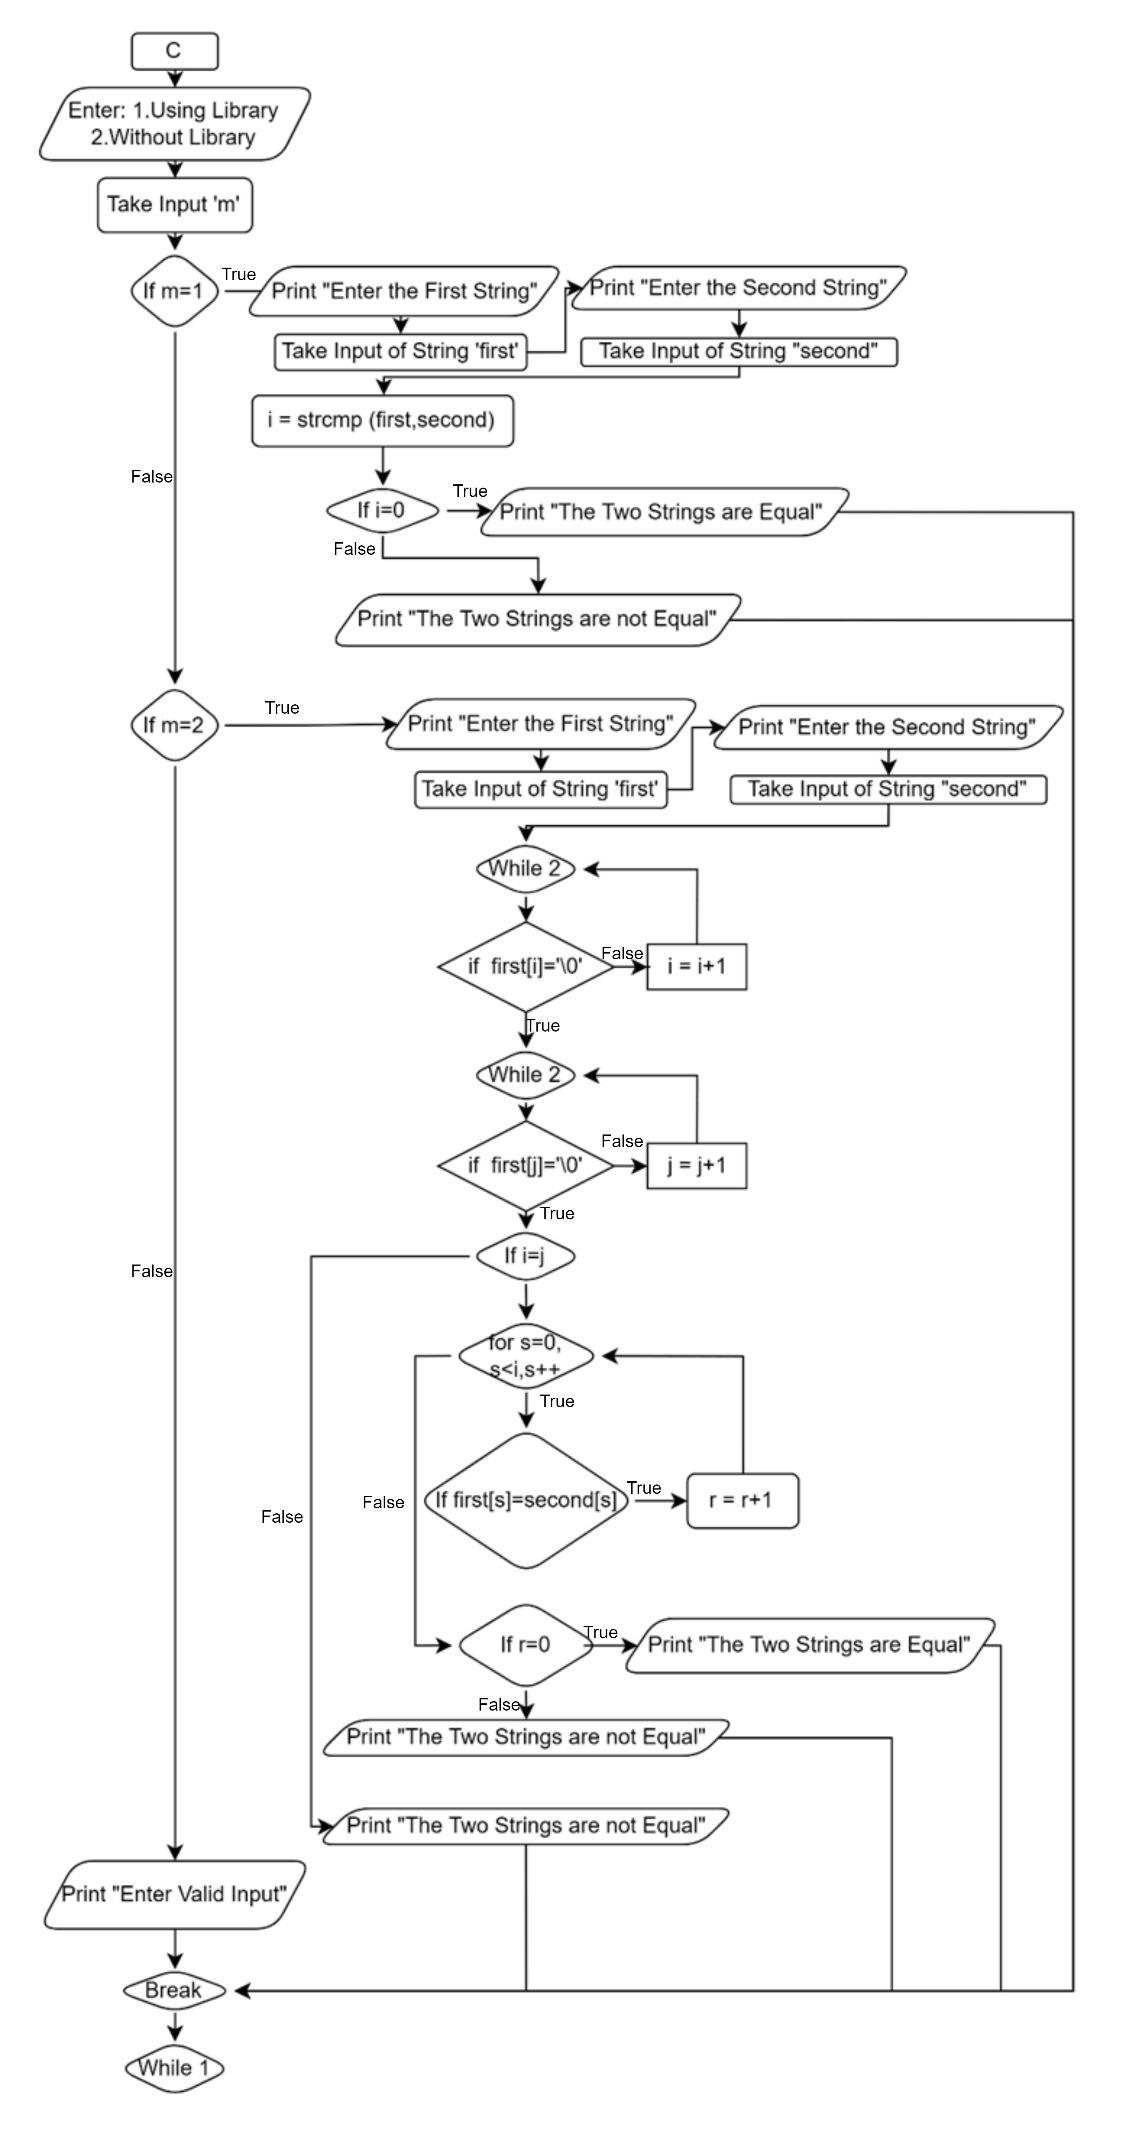 C
Enter: 1.Using Library
2.Without Library
Take Input 'm'
If m=1
True
Print "Enter the First String"
Print "Enter the Second String"
Take Input of String 'first'
Take Input of String "second"
i = strcmp (first,second)
False
If i=0
True
Print "The Two Strings are Equal"
False
Print "The Two Strings are not Equal"
If m=2
True
Print "Enter the First String"
Print "Enter the Second String"
Take Input of String 'first'
Take Input of String "second"
While 2
if first[i]='\0'
False
i = i+1
True
While 2
if first[j]='\0'
False
j = j+1
True
If i=j
False
for s=0,
s<i,s++
True
If first[s]=second[s]
True
r = r+1
False
False
If r=0
True
Print "The Two Strings are Equal"
False
Print "The Two Strings are not Equal"
Print "The Two Strings are not Equal"
Print "Enter Valid Input"
Break
While 1